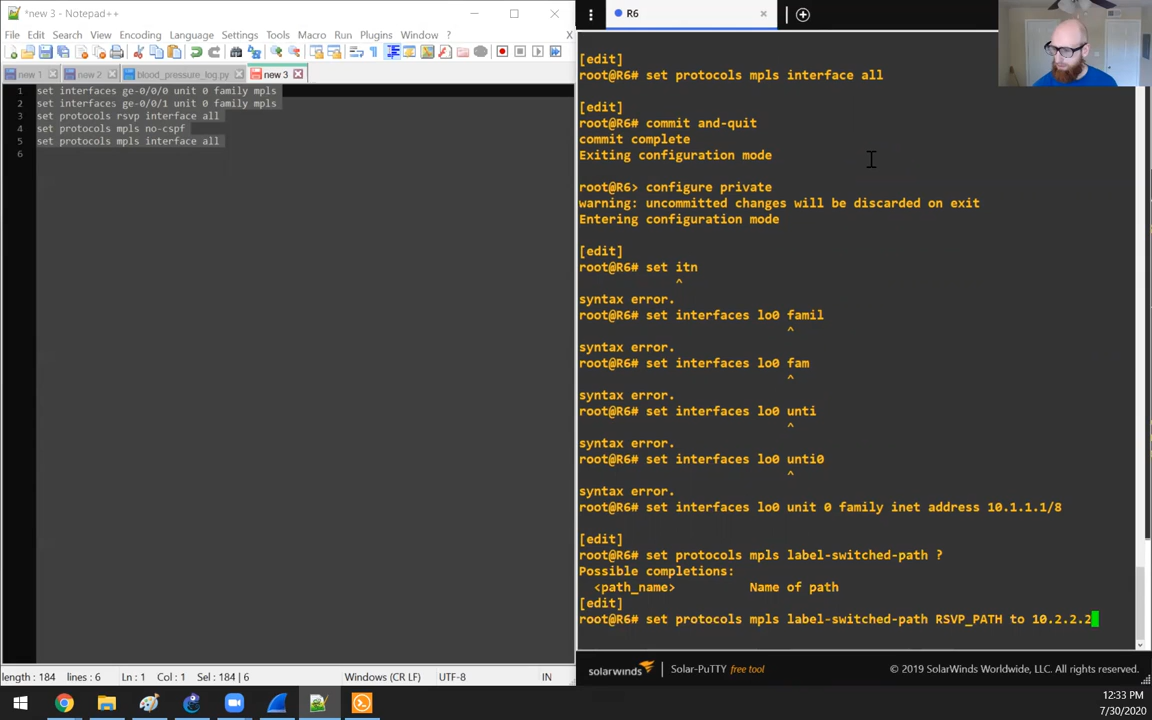 *new 3 - Notepad++
File Edit Search View Encoding Language Settings Tools Macro Run Plugins Window ? X
new 1 new 2 blood_pressure_log.py new 3
1 set interfaces ge-0/0/0 unit 0 family mpls
2 set interfaces ge-0/0/1 unit 0 family mpls
3 set protocols rsvp interface all
4 set protocols mpls no-cspf
5 set protocols mpls interface all
6
length : 184 lines : 6 Ln : 1 Col : 1 Sel : 184 | 6 Windows (CR LF) UTF-8 IN
R6
[edit]
root@R6# set protocols mpls interface all
[edit]
root@R6# commit and-quit
commit complete
Exiting configuration mode
root@R6> configure private
warning: uncommitted changes will be discarded on exit
Entering configuration mode
[edit]
root@R6# set itn
^
syntax error.
root@R6# set interfaces lo0 famil
^
syntax error.
root@R6# set interfaces lo0 fam
^
syntax error.
root@R6# set interfaces lo0 unti
^
syntax error.
root@R6# set interfaces lo0 unti0
^
syntax error.
root@R6# set interfaces lo0 unit 0 family inet address 10.1.1.1/8
[edit]
root@R6# set protocols mpls label-switched-path ?
Possible completions:
<path_name> Name of path
[edit]
root@R6# set protocols mpls label-switched-path RSVP_PATH to 10.2.2.2
solarwinds Solar-PuTTY free tool © 2019 SolarWinds Worldwide, LLC. All rights reserved.
12:33 PM
7/30/2020